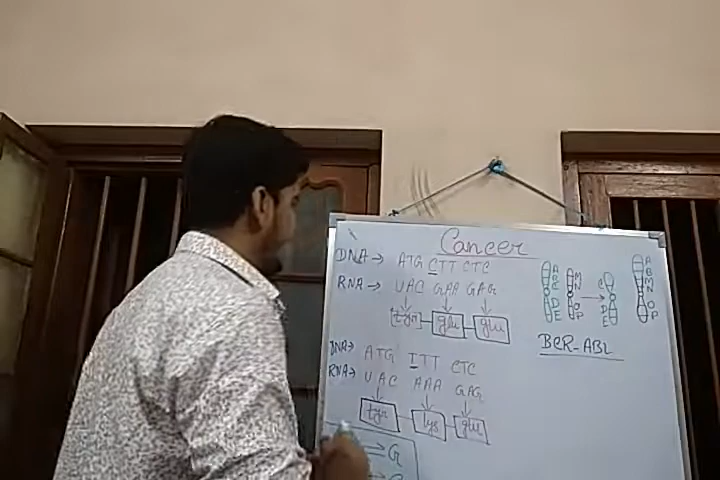 Cancer
DNA → ATG CTT CTC
RNA → UAC GAA GAG
tyr glu glu
DNA → ATG TTT CTC
RNA → UAC AAA GAG
tyr lys glu
G
A B C D E
M N O P
C D E
A B M N O P
BCR-ABL